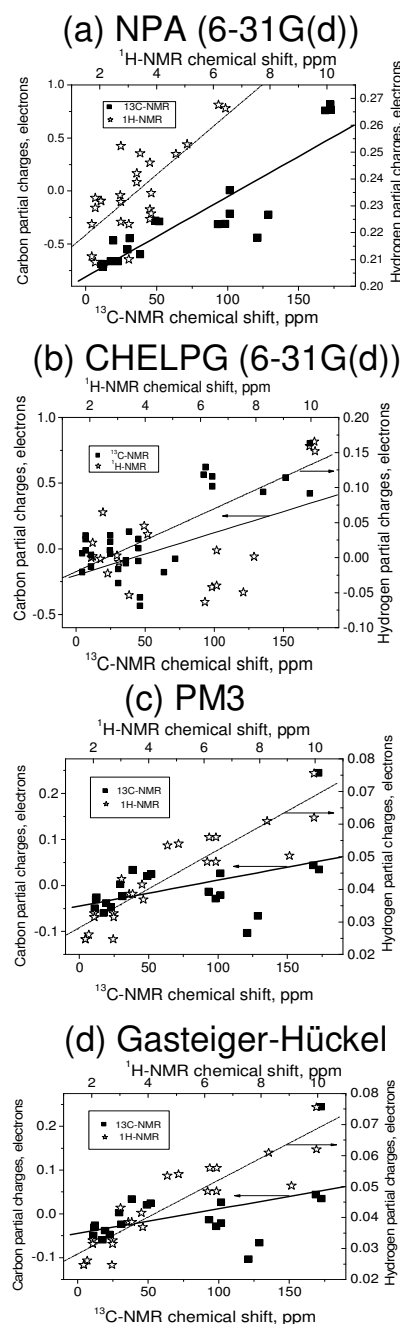 (a) NPA (6-31G(d))
¹H-NMR chemical shift, ppm
2 4 6 8 10
Carbon partial charges, electrons
1.0
0.5
0.0
-0.5
13C-NMR
1H-NMR
0.27
0.26
0.25
0.24
0.23
0.22
0.21
0.20
Hydrogen partial charges, electrons
0 50 100 150
¹³C-NMR chemical shift, ppm
(b) CHELPG (6-31G(d))
¹H-NMR chemical shift, ppm
2 4 6 8 10
Carbon partial charges, electrons
1.0
0.5
0.0
-0.5
¹³C-NMR
¹H-NMR
0.20
0.15
0.10
0.05
0.00
-0.05
-0.10
Hydrogen partial charges, electrons
0 50 100 150
¹³C-NMR chemical shift, ppm
(c) PM3
¹H-NMR chemical shift, ppm
2 4 6 8 10
Carbon partial charges, electrons
0.2
0.1
0.0
-0.1
13C-NMR
1H-NMR
0.08
0.07
0.06
0.05
0.04
0.03
0.02
Hydrogen partial charges, electrons
0 50 100 150
¹³C-NMR chemical shift, ppm
(d) Gasteiger-Hückel
¹H-NMR chemical shift, ppm
2 4 6 8 10
Carbon partial charges, electrons
0.2
0.1
0.0
-0.1
13C-NMR
1H-NMR
0.08
0.07
0.06
0.05
0.04
0.03
0.02
Hydrogen partial charges, electrons
0 50 100 150
¹³C-NMR chemical shift, ppm